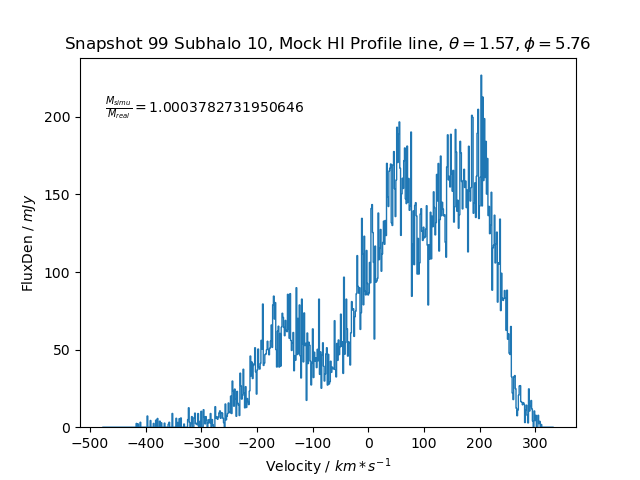 Snapshot 99 Subhalo 10, Mock HI Profile line, θ = 1.57, ϕ = 5.76
M_simu/M_real = 1.0003782731950646
FluxDen / mJy
200
150
100
50
0
−500 −400 −300 −200 −100 0 100 200 300
Velocity / km * s⁻¹